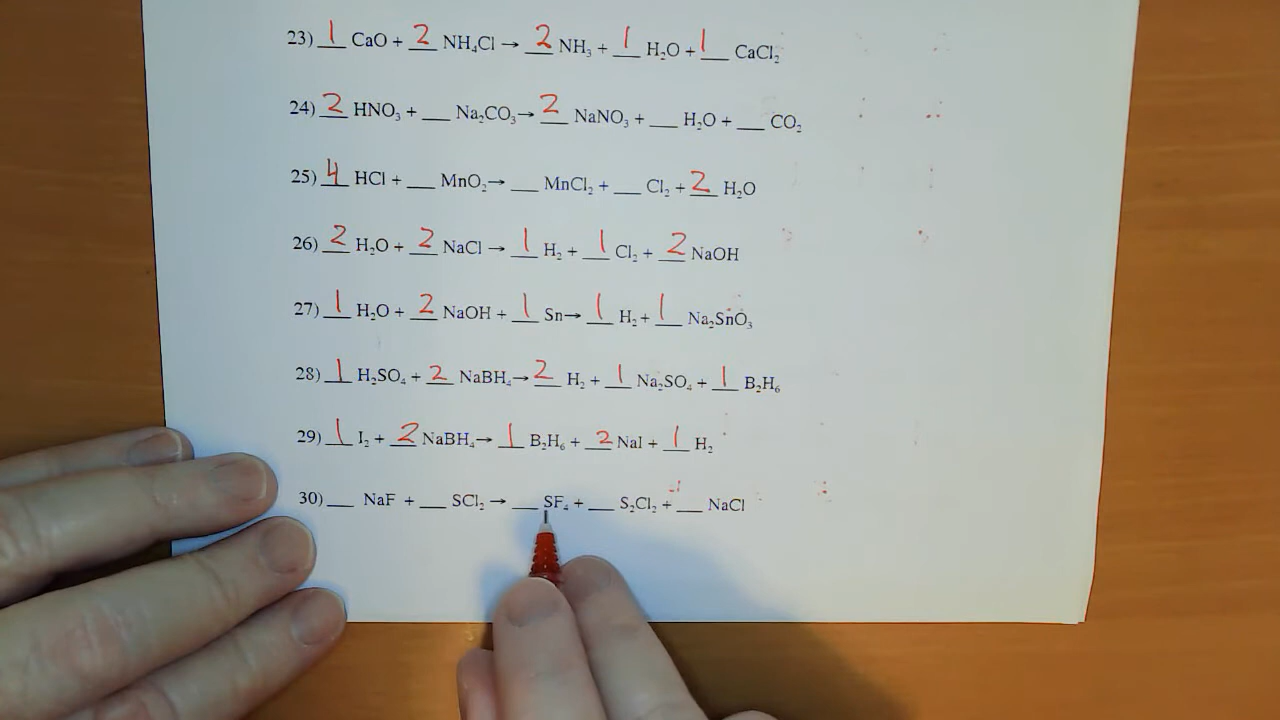 23) 1 CaO + 2 NH₄Cl → 2 NH₃ + 1 H₂O + 1 CaCl₂
24) 2 HNO₃ + ___ Na₂CO₃→ 2 NaNO₃ + ___ H₂O + ___ CO₂
25) 4 HCl + ___ MnO₂→ ___ MnCl₂ + ___ Cl₂ + 2 H₂O
26) 2 H₂O + 2 NaCl → 1 H₂ + 1 Cl₂ + 2 NaOH
27) 1 H₂O + 2 NaOH + 1 Sn→ 1 H₂ + 1 Na₂SnO₃
28) 1 H₂SO₄ + 2 NaBH₄→ 2 H₂ + 1 Na₂SO₄ + 1 B₂H₆
29) 1 I₂ + 2 NaBH₄→ 1 B₂H₆ + 2 NaI + 1 H₂
30) ___ NaF + ___ SCl₂ → ___ SF₄ + ___ S₂Cl₂ + ___ NaCl